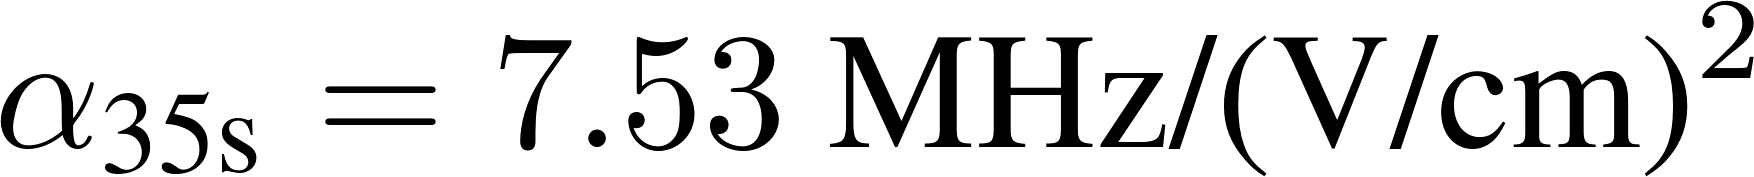 α₃₅ₛ = 7.53 MHz/(V/cm)²